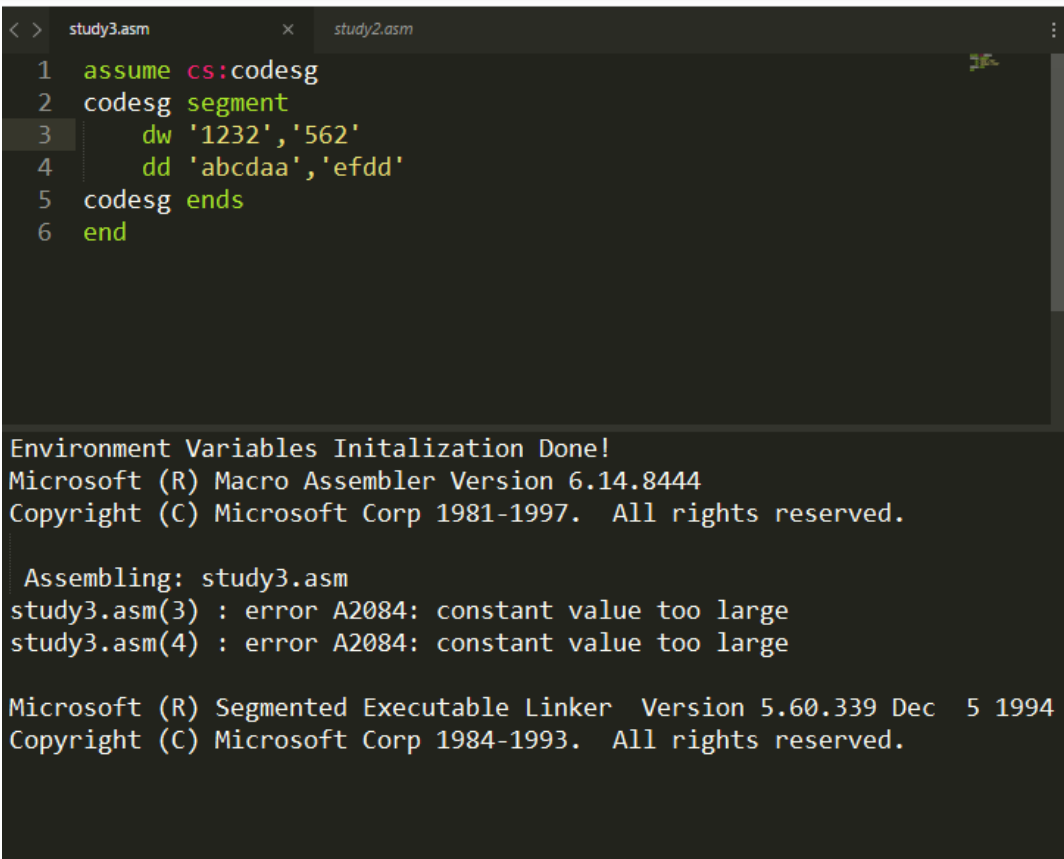 study3.asm × study2.asm
1 assume cs:codesg
2 codesg segment
3 dw '1232','562'
4 dd 'abcdaa','efdd'
5 codesg ends
6 end
Environment Variables Initalization Done!
Microsoft (R) Macro Assembler Version 6.14.8444
Copyright (C) Microsoft Corp 1981-1997.  All rights reserved.
Assembling: study3.asm
study3.asm(3) : error A2084: constant value too large
study3.asm(4) : error A2084: constant value too large
Microsoft (R) Segmented Executable Linker  Version 5.60.339 Dec  5 1994
Copyright (C) Microsoft Corp 1984-1993.  All rights reserved.